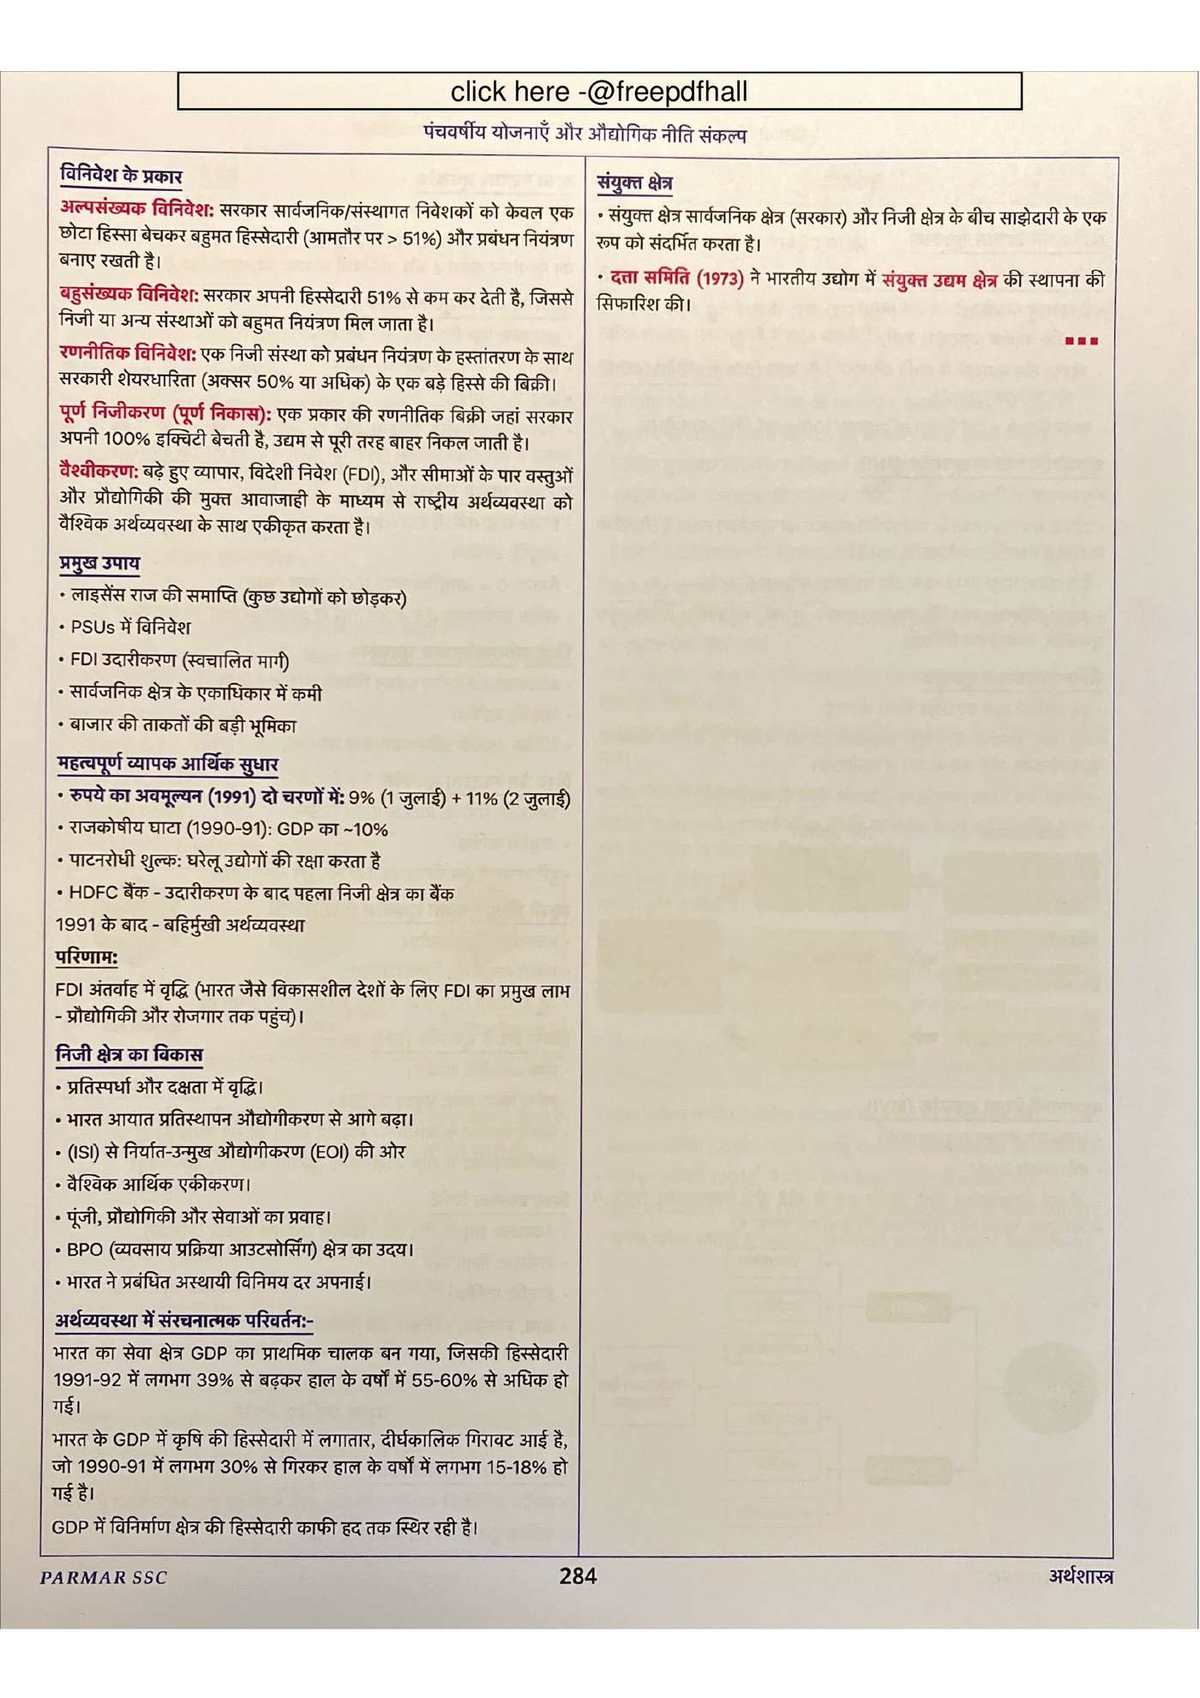 click here -@freepdfhall
पंचवर्षीय योजनाएँ और औद्योगिक नीति संकल्प
विनिवेश के प्रकार
अल्पसंख्यक विनिवेश: सरकार सार्वजनिक/संस्थागत निवेशकों को केवल एक
छोटा हिस्सा बेचकर बहुमत हिस्सेदारी (आमतौर पर > 51%) और प्रबंधन नियंत्रण
बनाए रखती है।
बहुसंख्यक विनिवेश: सरकार अपनी हिस्सेदारी 51% से कम कर देती है, जिससे
निजी या अन्य संस्थाओं को बहुमत नियंत्रण मिल जाता है।
रणनीतिक विनिवेश: एक निजी संस्था को प्रबंधन नियंत्रण के हस्तांतरण के साथ
सरकारी शेयरधारिता (अक्सर 50% या अधिक) के एक बड़े हिस्से की बिक्री।
पूर्ण निजीकरण (पूर्ण निकास): एक प्रकार की रणनीतिक बिक्री जहां सरकार
अपनी 100% इक्विटी बेचती है, उद्यम से पूरी तरह बाहर निकल जाती है।
वैश्वीकरण: बढ़े हुए व्यापार, विदेशी निवेश (FDI), और सीमाओं के पार वस्तुओं
और प्रौद्योगिकी की मुक्त आवाजाही के माध्यम से राष्ट्रीय अर्थव्यवस्था को
वैश्विक अर्थव्यवस्था के साथ एकीकृत करता है।
प्रमुख उपाय
• लाइसेंस राज की समाप्ति (कुछ उद्योगों को छोड़कर)
• PSUs में विनिवेश
• FDI उदारीकरण (स्वचालित मार्ग)
• सार्वजनिक क्षेत्र के एकाधिकार में कमी
• बाजार की ताकतों की बड़ी भूमिका
महत्वपूर्ण व्यापक आर्थिक सुधार
• रुपये का अवमूल्यन (1991) दो चरणों में: 9% (1 जुलाई) + 11% (2 जुलाई)
• राजकोषीय घाटा (1990-91): GDP का ~10%
• पाटनरोधी शुल्क: घरेलू उद्योगों की रक्षा करता है
• HDFC बैंक - उदारीकरण के बाद पहला निजी क्षेत्र का बैंक
1991 के बाद - बहिर्मुखी अर्थव्यवस्था
परिणाम:
FDI अंतर्वाह में वृद्धि (भारत जैसे विकासशील देशों के लिए FDI का प्रमुख लाभ
- प्रौद्योगिकी और रोजगार तक पहुंच)।
निजी क्षेत्र का विकास
• प्रतिस्पर्धा और दक्षता में वृद्धि।
• भारत आयात प्रतिस्थापन औद्योगीकरण से आगे बढ़ा।
• (ISI) से निर्यात-उन्मुख औद्योगीकरण (EOI) की ओर
• वैश्विक आर्थिक एकीकरण।
• पूंजी, प्रौद्योगिकी और सेवाओं का प्रवाह।
• BPO (व्यवसाय प्रक्रिया आउटसोर्सिंग) क्षेत्र का उदय।
• भारत ने प्रबंधित अस्थायी विनिमय दर अपनाई।
अर्थव्यवस्था में संरचनात्मक परिवर्तन:-
भारत का सेवा क्षेत्र GDP का प्राथमिक चालक बन गया, जिसकी हिस्सेदारी
1991-92 में लगभग 39% से बढ़कर हाल के वर्षों में 55-60% से अधिक हो
गई।
भारत के GDP में कृषि की हिस्सेदारी में लगातार, दीर्घकालिक गिरावट आई है,
जो 1990-91 में लगभग 30% से गिरकर हाल के वर्षों में लगभग 15-18% हो
गई है।
GDP में विनिर्माण क्षेत्र की हिस्सेदारी काफी हद तक स्थिर रही है।
संयुक्त क्षेत्र
• संयुक्त क्षेत्र सार्वजनिक क्षेत्र (सरकार) और निजी क्षेत्र के बीच साझेदारी के एक
रूप को संदर्भित करता है।
• दत्ता समिति (1973) ने भारतीय उद्योग में संयुक्त उद्यम क्षेत्र की स्थापना की
सिफारिश की।
PARMAR SSC
284
अर्थशास्त्र